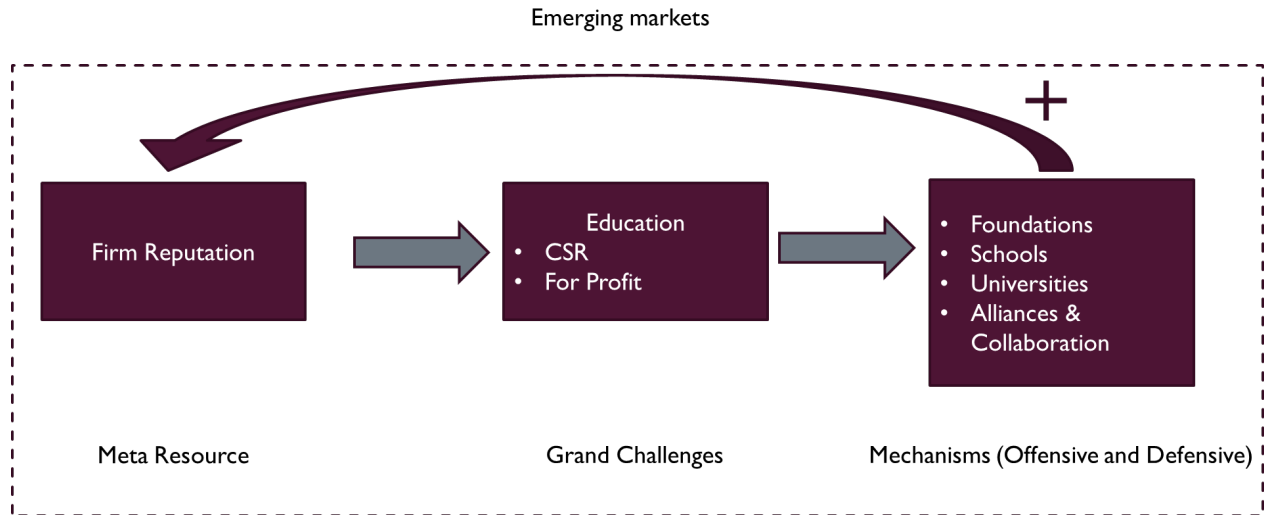 Emerging markets
+
Firm Reputation
Education
• CSR
• For Profit
• Foundations
• Schools
• Universities
• Alliances &
Collaboration
Meta Resource
Grand Challenges
Mechanisms (Offensive and Defensive)